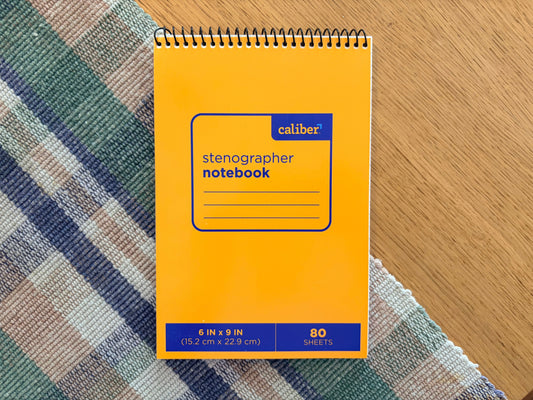 caliber
stenographer
notebook
6 IN x 9 IN
(15.2 cm x 22.9 cm)
80
SHEETS